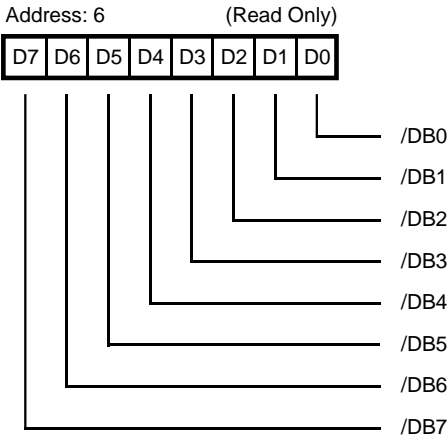 Address: 6 (Read Only)
D7 D6 D5 D4 D3 D2 D1 D0
/DB0
/DB1
/DB2
/DB3
/DB4
/DB5
/DB6
/DB7